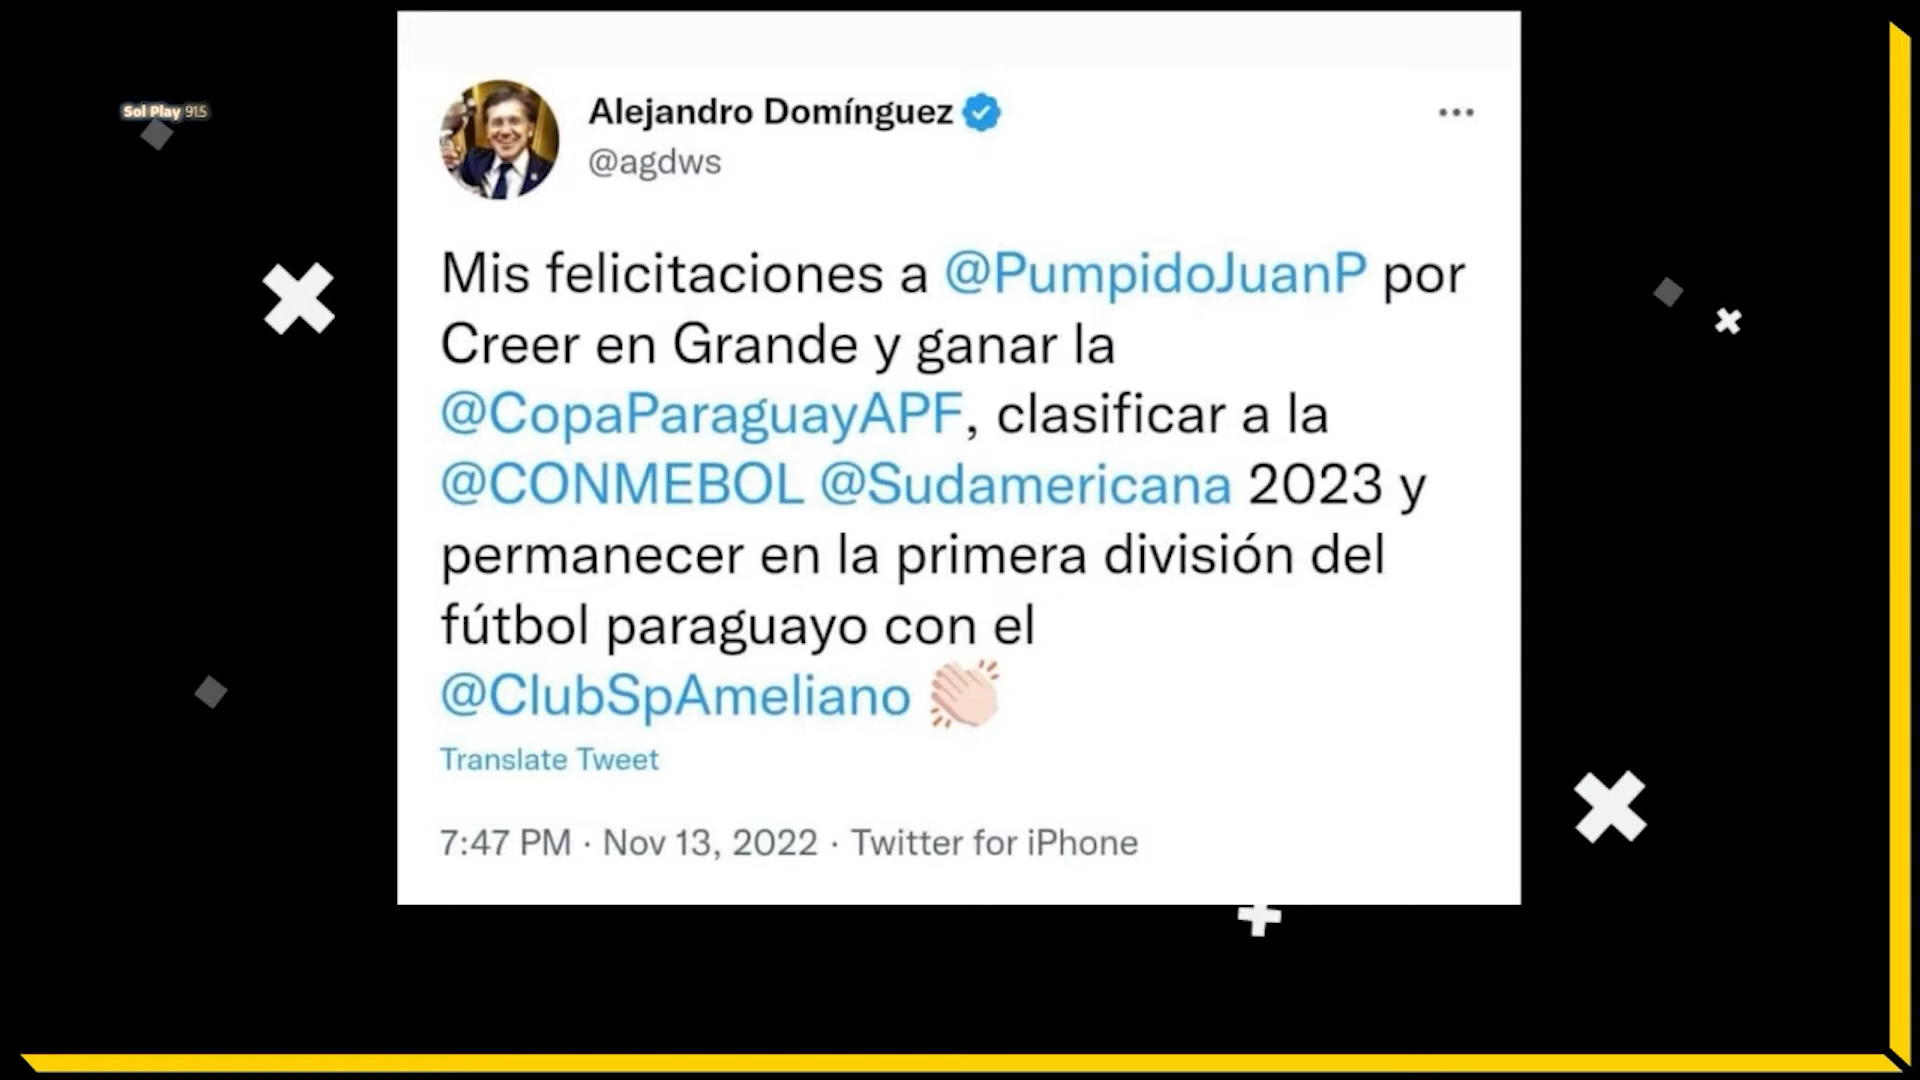 Sol Play 91.5
Alejandro Domínguez
@agdws
Mis felicitaciones a @PumpidoJuanP por
Creer en Grande y ganar la
@CopaParaguayAPF, clasificar a la
@CONMEBOL @Sudamericana 2023 y
permanecer en la primera división del
fútbol paraguayo con el
@ClubSpAmeliano 👏🏻
Translate Tweet
7:47 PM · Nov 13, 2022 · Twitter for iPhone